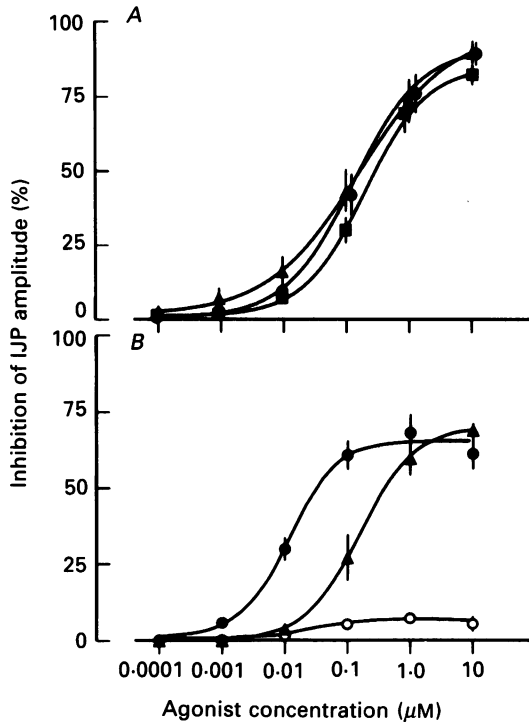 A
100
75
50
25
0
B
100
75
50
25
0
Inhibition of IJP amplitude (%)
0·0001 0·001 0·01 0·1 1·0 10
Agonist concentration (μM)